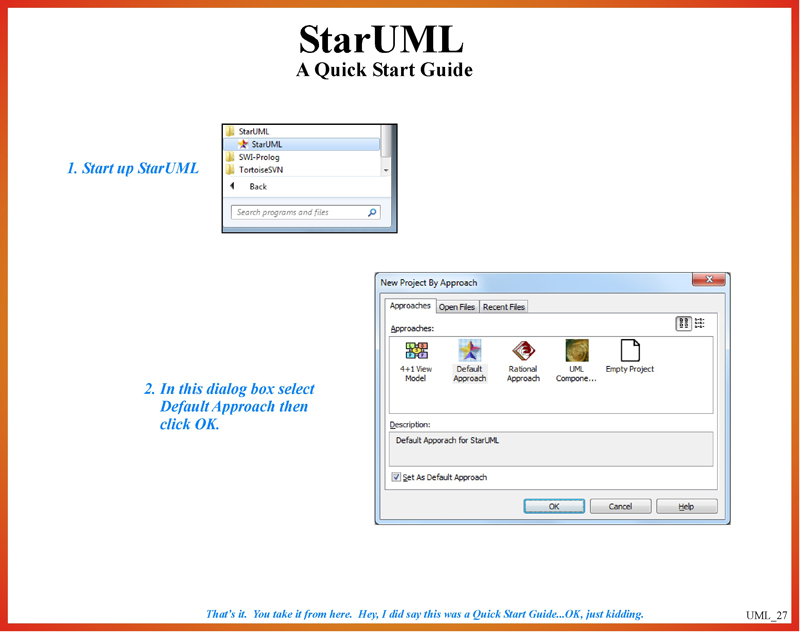 StarUML
A Quick Start Guide
1. Start up StarUML
StarUML
StarUML
SWI-Prolog
TortoiseSVN
Back
Search programs and files
2. In this dialog box select
Default Approach then
click OK.
New Project By Approach
Approaches
Open Files
Recent Files
Approaches:
4+1 View
Model
Default
Approach
Rational
Approach
UML
Compone...
Empty Project
Description:
Default Apporach for StarUML
Set As Default Approach
OK
Cancel
Help
That's it. You take it from here. Hey, I did say this was a Quick Start Guide...OK, just kidding.
UML_27